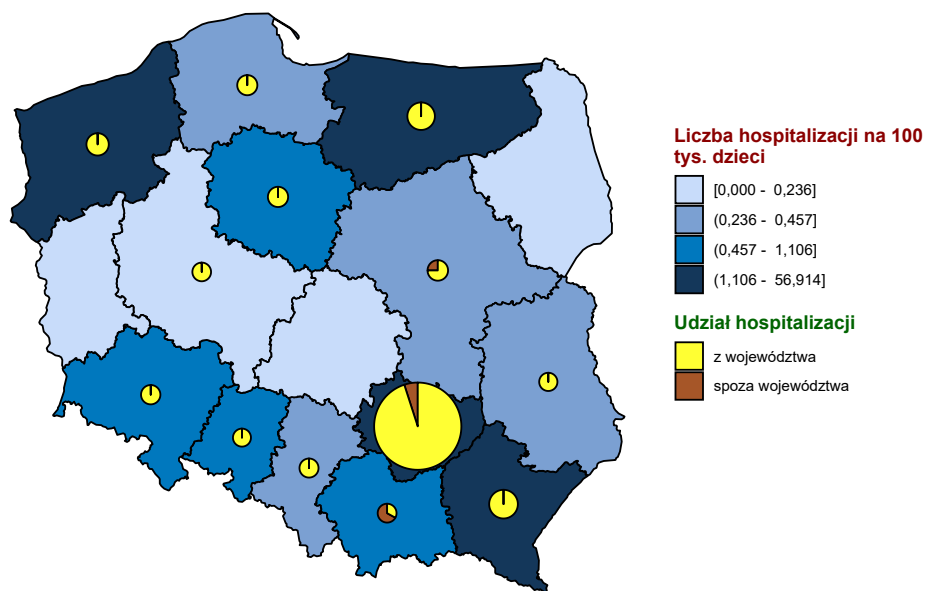 Liczba hospitalizacji na 100
tys. dzieci
[0,000 - 0,236]
(0,236 - 0,457]
(0,457 - 1,106]
(1,106 - 56,914]
Udział hospitalizacji
z województwa
spoza województwa